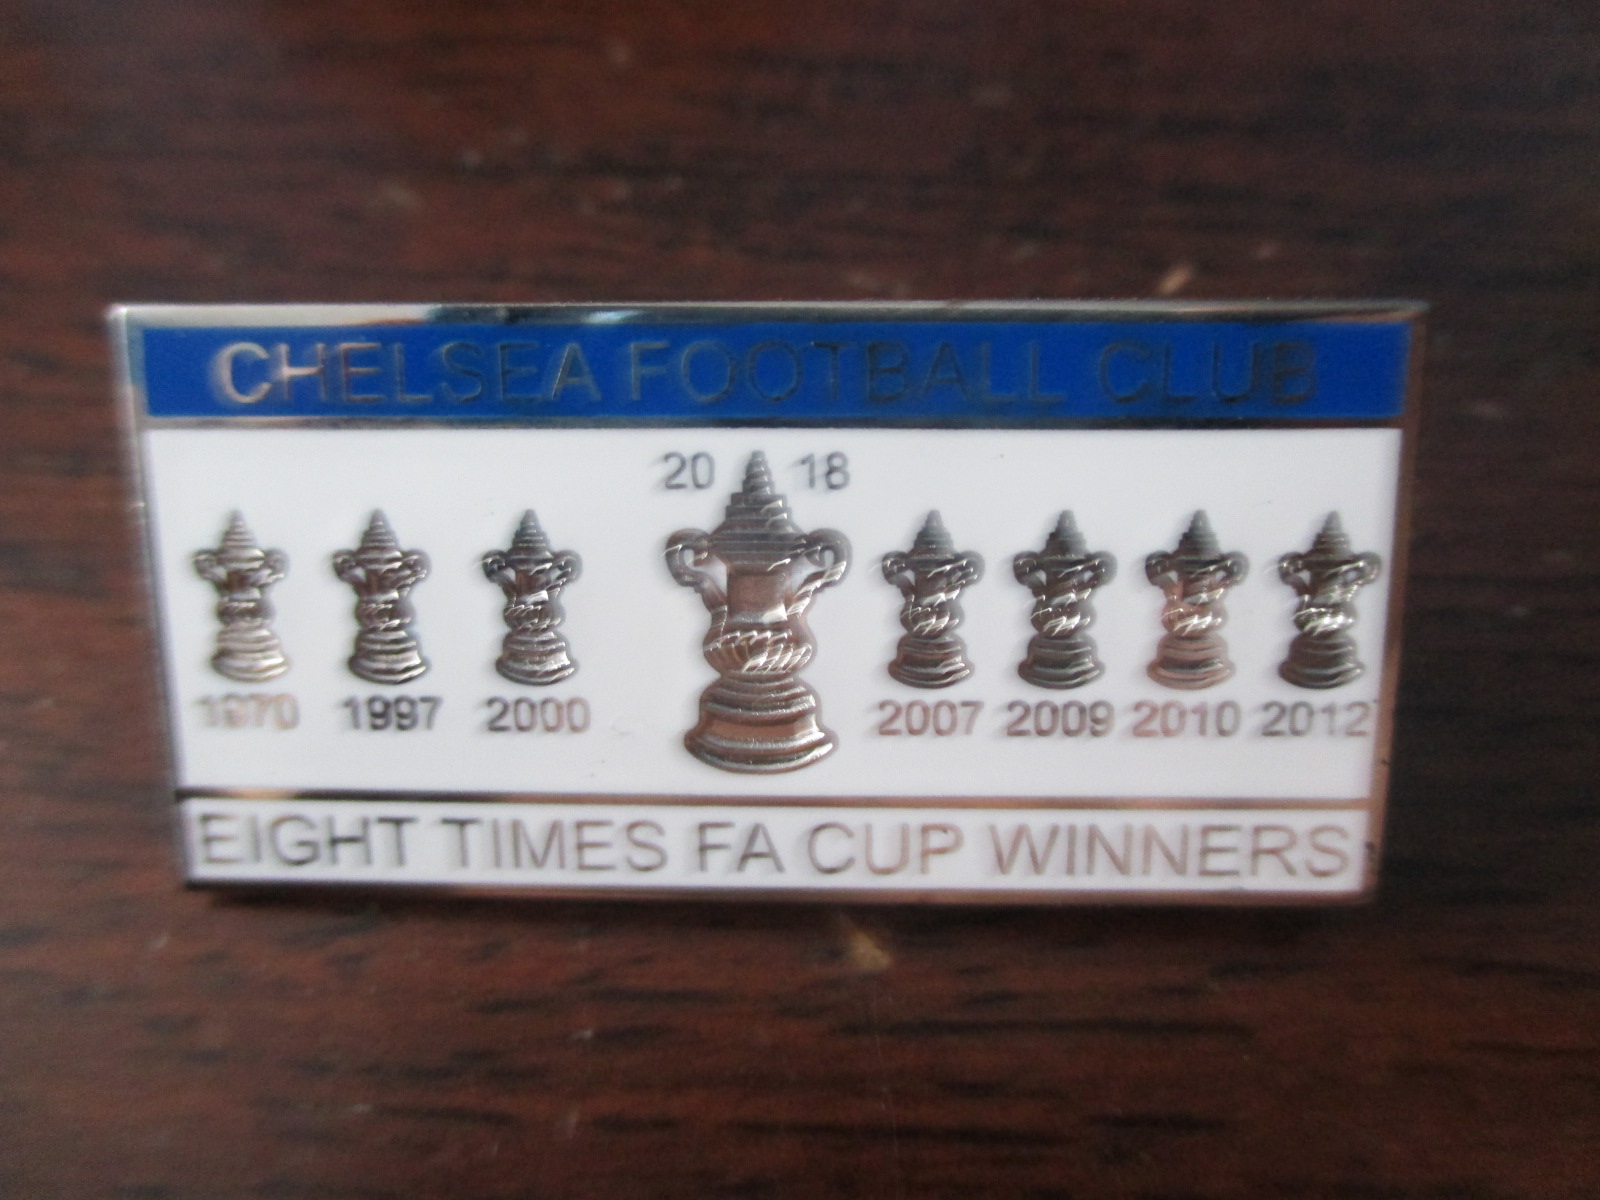 CHELSEA FOOTBALL CLUB
20 18
1970 1997 2000 2007 2009 2010 2012
EIGHT TIMES FA CUP WINNERS